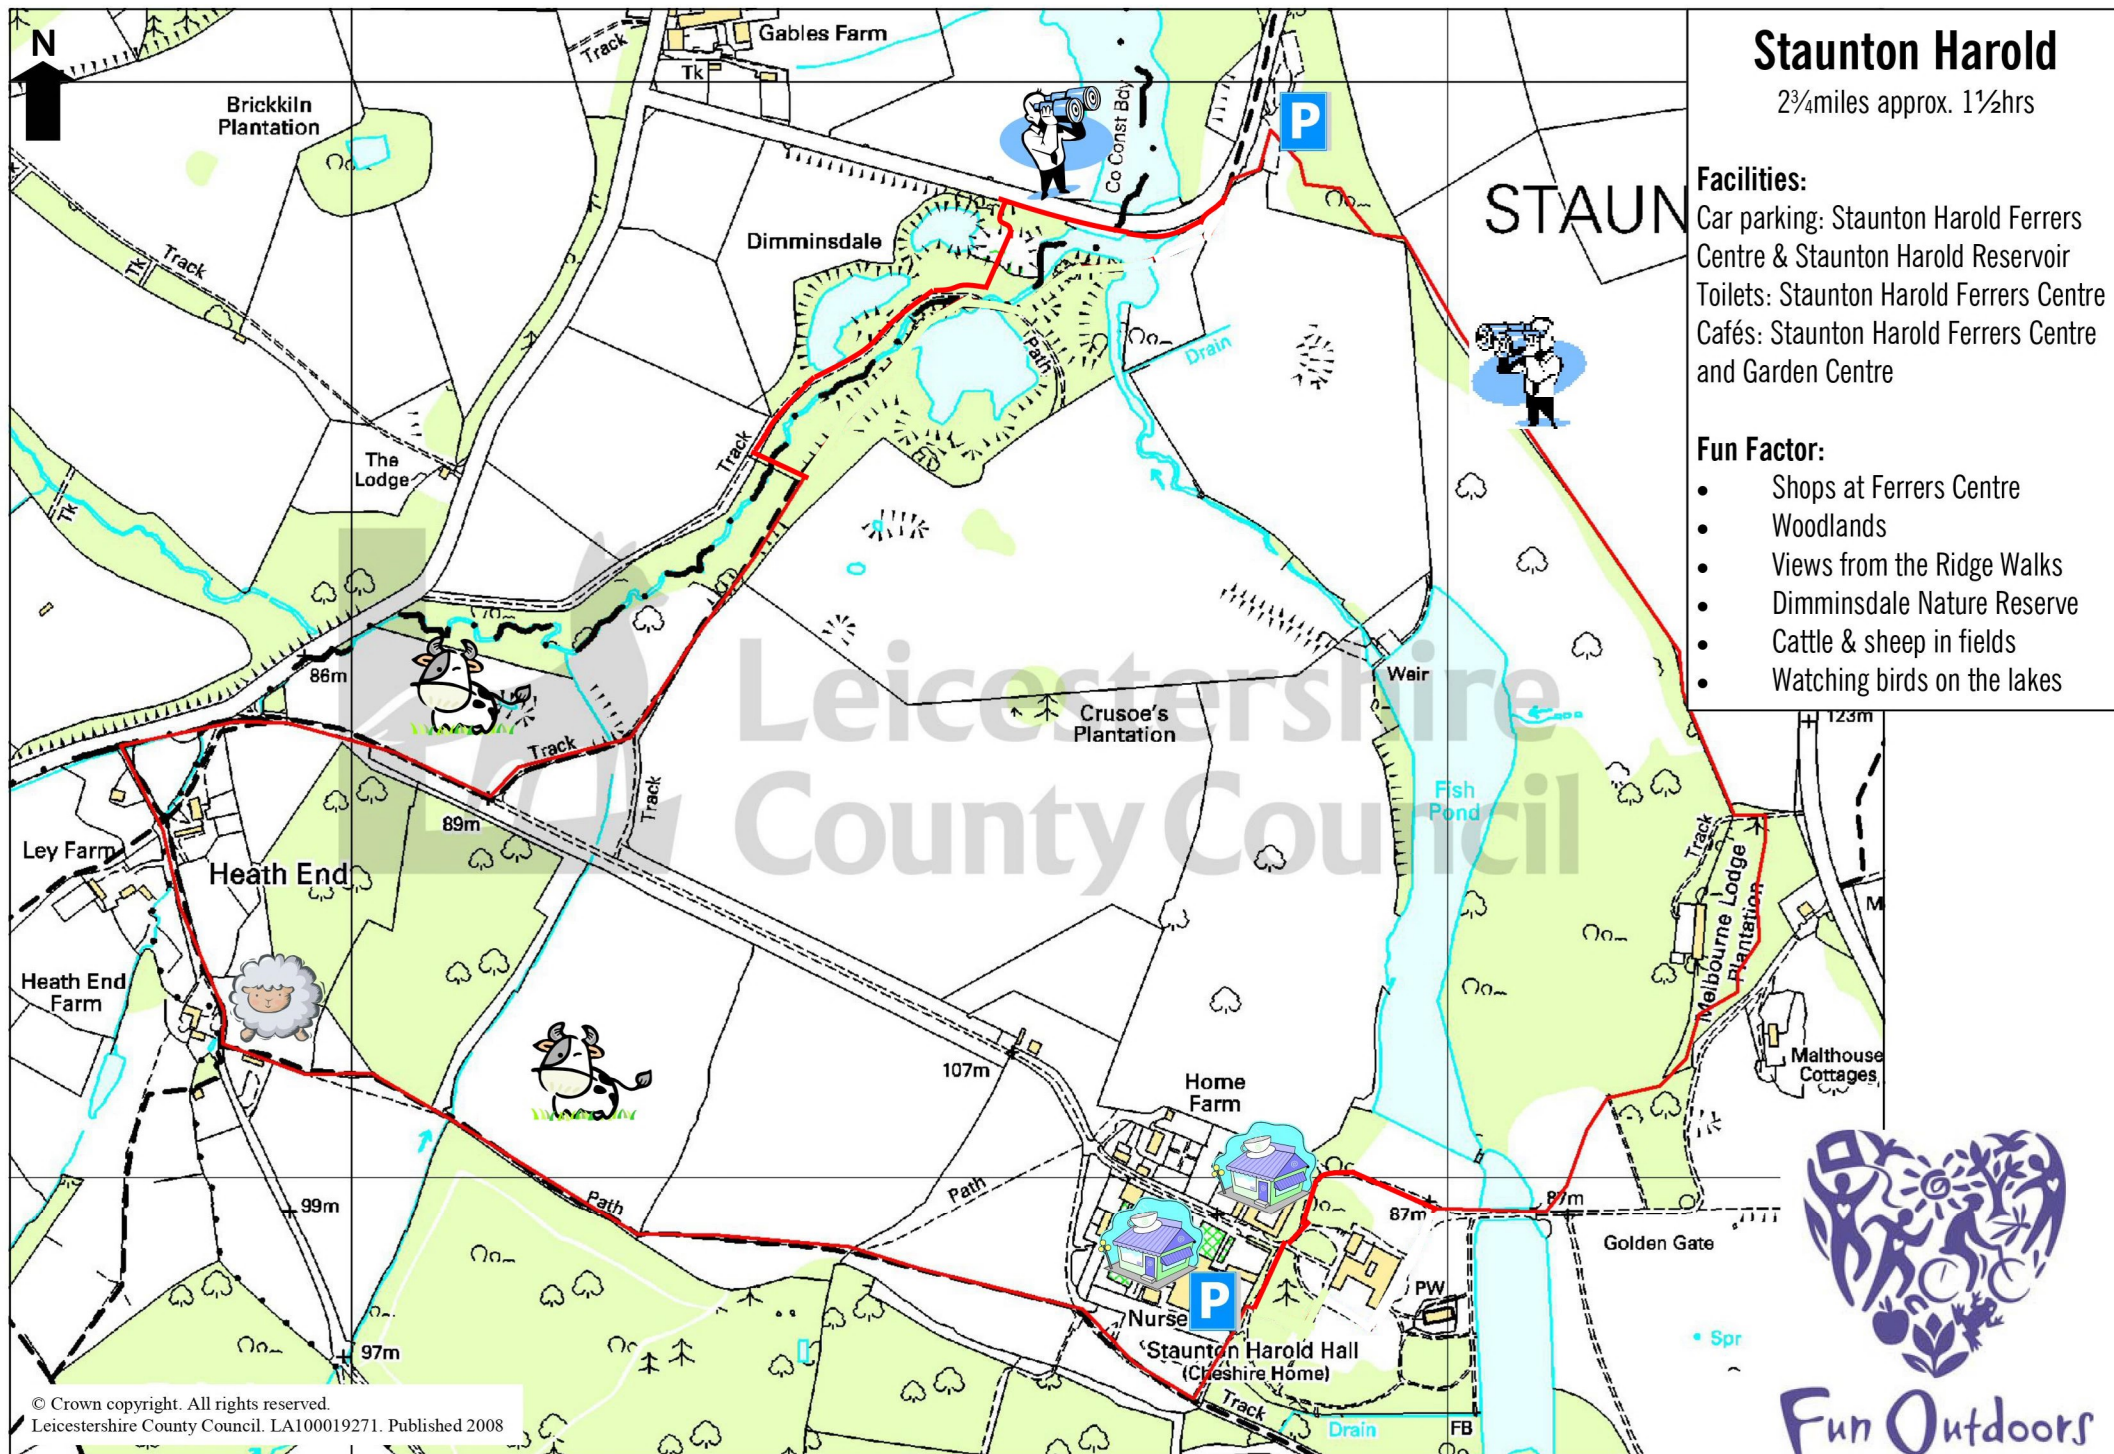 N
Staunton Harold
2¾miles approx. 1½hrs
Facilities:
Car parking: Staunton Harold Ferrers
Centre & Staunton Harold Reservoir
Toilets: Staunton Harold Ferrers Centre
Cafés: Staunton Harold Ferrers Centre
and Garden Centre
Fun Factor:
• Shops at Ferrers Centre
• Woodlands
• Views from the Ridge Walks
• Dimminsdale Nature Reserve
• Cattle & sheep in fields
• Watching birds on the lakes
Track
Gables Farm
Tk
Brickkiln
Plantation
Co Const Bdy
P
STAUN
Track
Tk
Dimminsdale
Drain
Path
The
Lodge
Track
Tk
86m
Weir
Leicestershire
County Council
Crusoe's
Plantation
123m
Track
Track
89m
Fish
Pond
Ley Farm
Heath End
Track
Melbourne Lodge
Plantation
M
Heath End
Farm
107m
Home
Farm
Malthouse
Cottages
Path
Path
99m
87m
87m
Golden Gate
PW
P
Nurse
Staunton Harold Hall
(Cheshire Home)
Spr
97m
Track
Drain
FB
© Crown copyright. All rights reserved.
Leicestershire County Council. LA100019271. Published 2008
Fun Outdoors